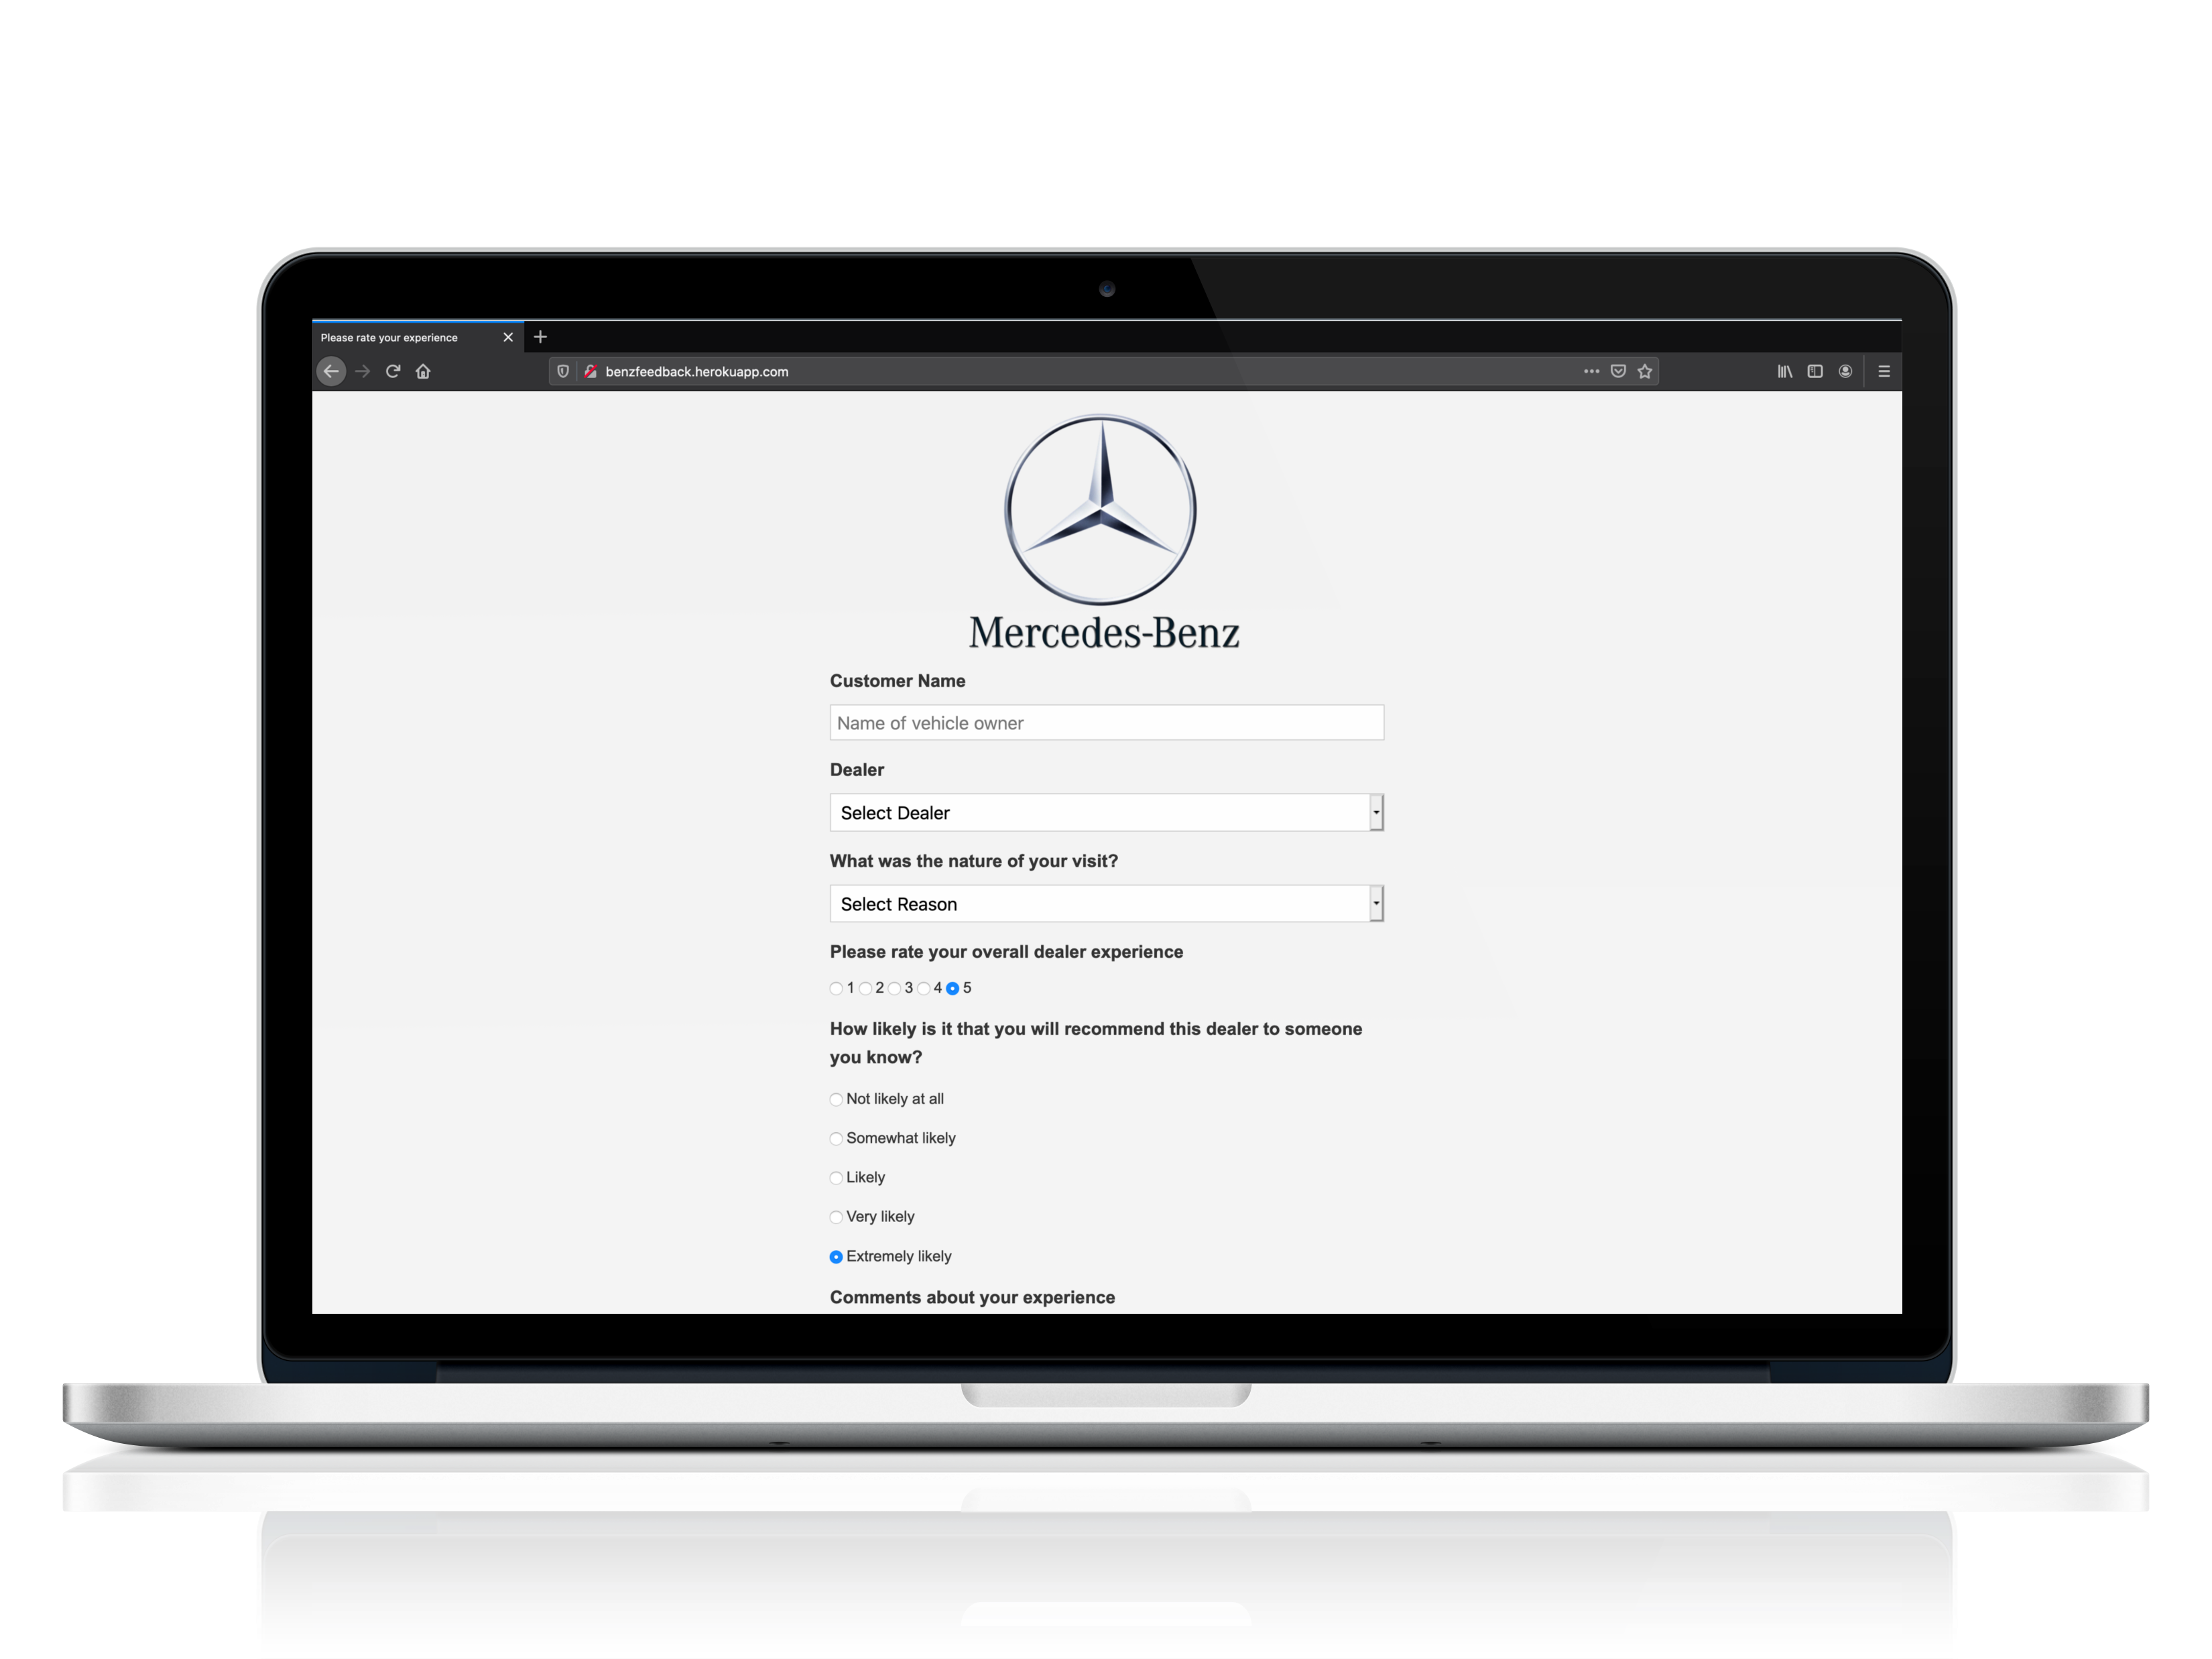 Please rate your experience
benzfeedback.herokuapp.com
Mercedes-Benz
Customer Name
Name of vehicle owner
Dealer
Select Dealer
What was the nature of your visit?
Select Reason
Please rate your overall dealer experience
1 2 3 4 5
How likely is it that you will recommend this dealer to someone
you know?
Not likely at all
Somewhat likely
Likely
Very likely
Extremely likely
Comments about your experience